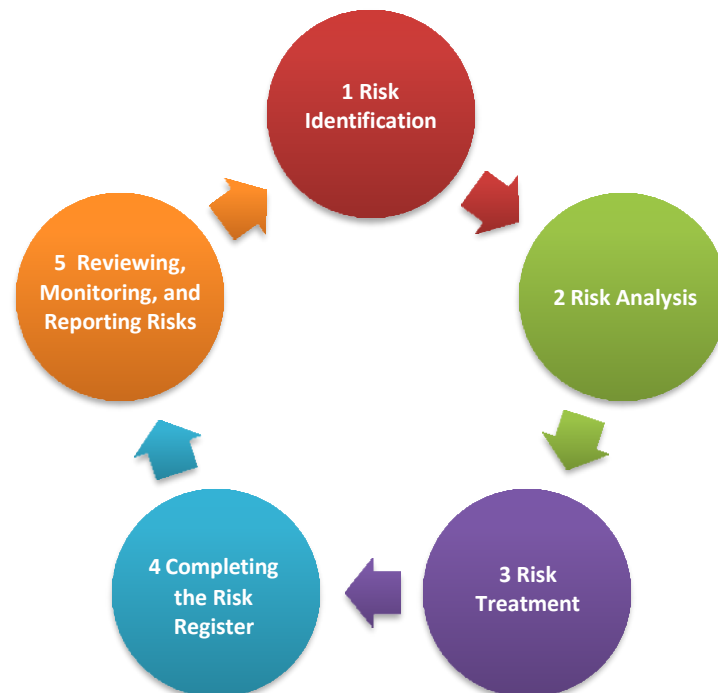 1 Risk
Identification
2 Risk Analysis
3 Risk
Treatment
4 Completing
the Risk
Register
5  Reviewing,
Monitoring, and
Reporting Risks